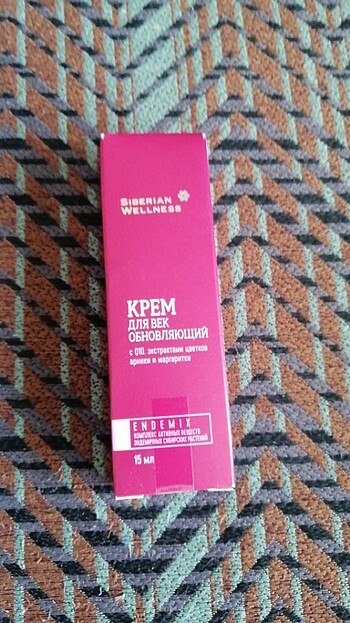 SIBERIAN
WELLNESS
КРЕМ
ДЛЯ ВЕК
ОБНОВЛЯЮЩИЙ
с Q10, экстрактами цветков
арники и маргаритки
ENDEMIX
КОМПЛЕКС АКТИВНЫХ ВЕЩЕСТВ
ЭНДЕМИЧНЫХ СИБИРСКИХ РАСТЕНИЙ
15 мл